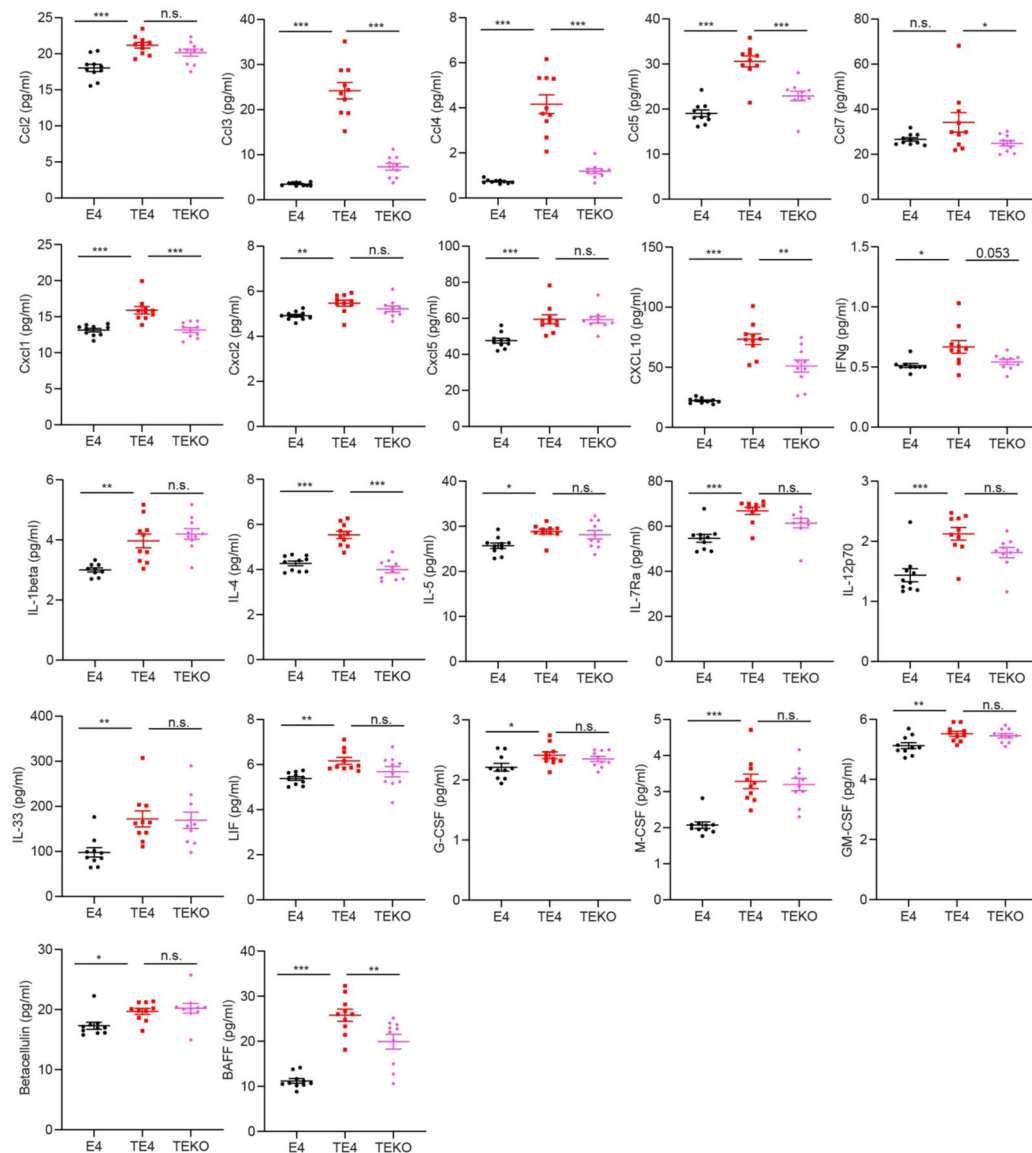 *** n.s.
Ccl2 (pg/ml)
25
20
15
10
5
0
E4 TE4 TEKO
*** ***
Ccl3 (pg/ml)
40
30
20
10
0
E4 TE4 TEKO
*** ***
Ccl4 (pg/ml)
8
6
4
2
0
E4 TE4 TEKO
*** ***
Ccl5 (pg/ml)
40
30
20
10
0
E4 TE4 TEKO
n.s. *
Ccl7 (pg/ml)
80
60
40
20
0
E4 TE4 TEKO
*** ***
Cxcl1 (pg/ml)
25
20
15
10
5
0
E4 TE4 TEKO
** n.s.
Cxcl2 (pg/ml)
8
6
4
2
0
E4 TE4 TEKO
*** n.s.
Cxcl5 (pg/ml)
100
80
60
40
20
0
E4 TE4 TEKO
*** **
CXCL10 (pg/ml)
150
100
50
0
E4 TE4 TEKO
* 0.053
IFNg (pg/ml)
1.5
1.0
0.5
0.0
E4 TE4 TEKO
** n.s.
IL-1beta (pg/ml)
6
4
2
0
E4 TE4 TEKO
*** ***
IL-4 (pg/ml)
8
6
4
2
0
E4 TE4 TEKO
* n.s.
IL-5 (pg/ml)
40
30
20
10
0
E4 TE4 TEKO
*** n.s.
IL-7Ra (pg/ml)
80
60
40
20
0
E4 TE4 TEKO
*** n.s.
IL-12p70 (pg/ml)
3
2
1
0
E4 TE4 TEKO
** n.s.
IL-33 (pg/ml)
400
300
200
100
0
E4 TE4 TEKO
** n.s.
LIF (pg/ml)
8
6
4
2
0
E4 TE4 TEKO
* n.s.
G-CSF (pg/ml)
3
2
1
0
E4 TE4 TEKO
*** n.s.
M-CSF (pg/ml)
5
4
3
2
1
0
E4 TE4 TEKO
** n.s.
GM-CSF (pg/ml)
6
4
2
0
E4 TE4 TEKO
* n.s.
Betacellulin (pg/ml)
30
20
10
0
E4 TE4 TEKO
*** **
BAFF (pg/ml)
40
30
20
10
0
E4 TE4 TEKO